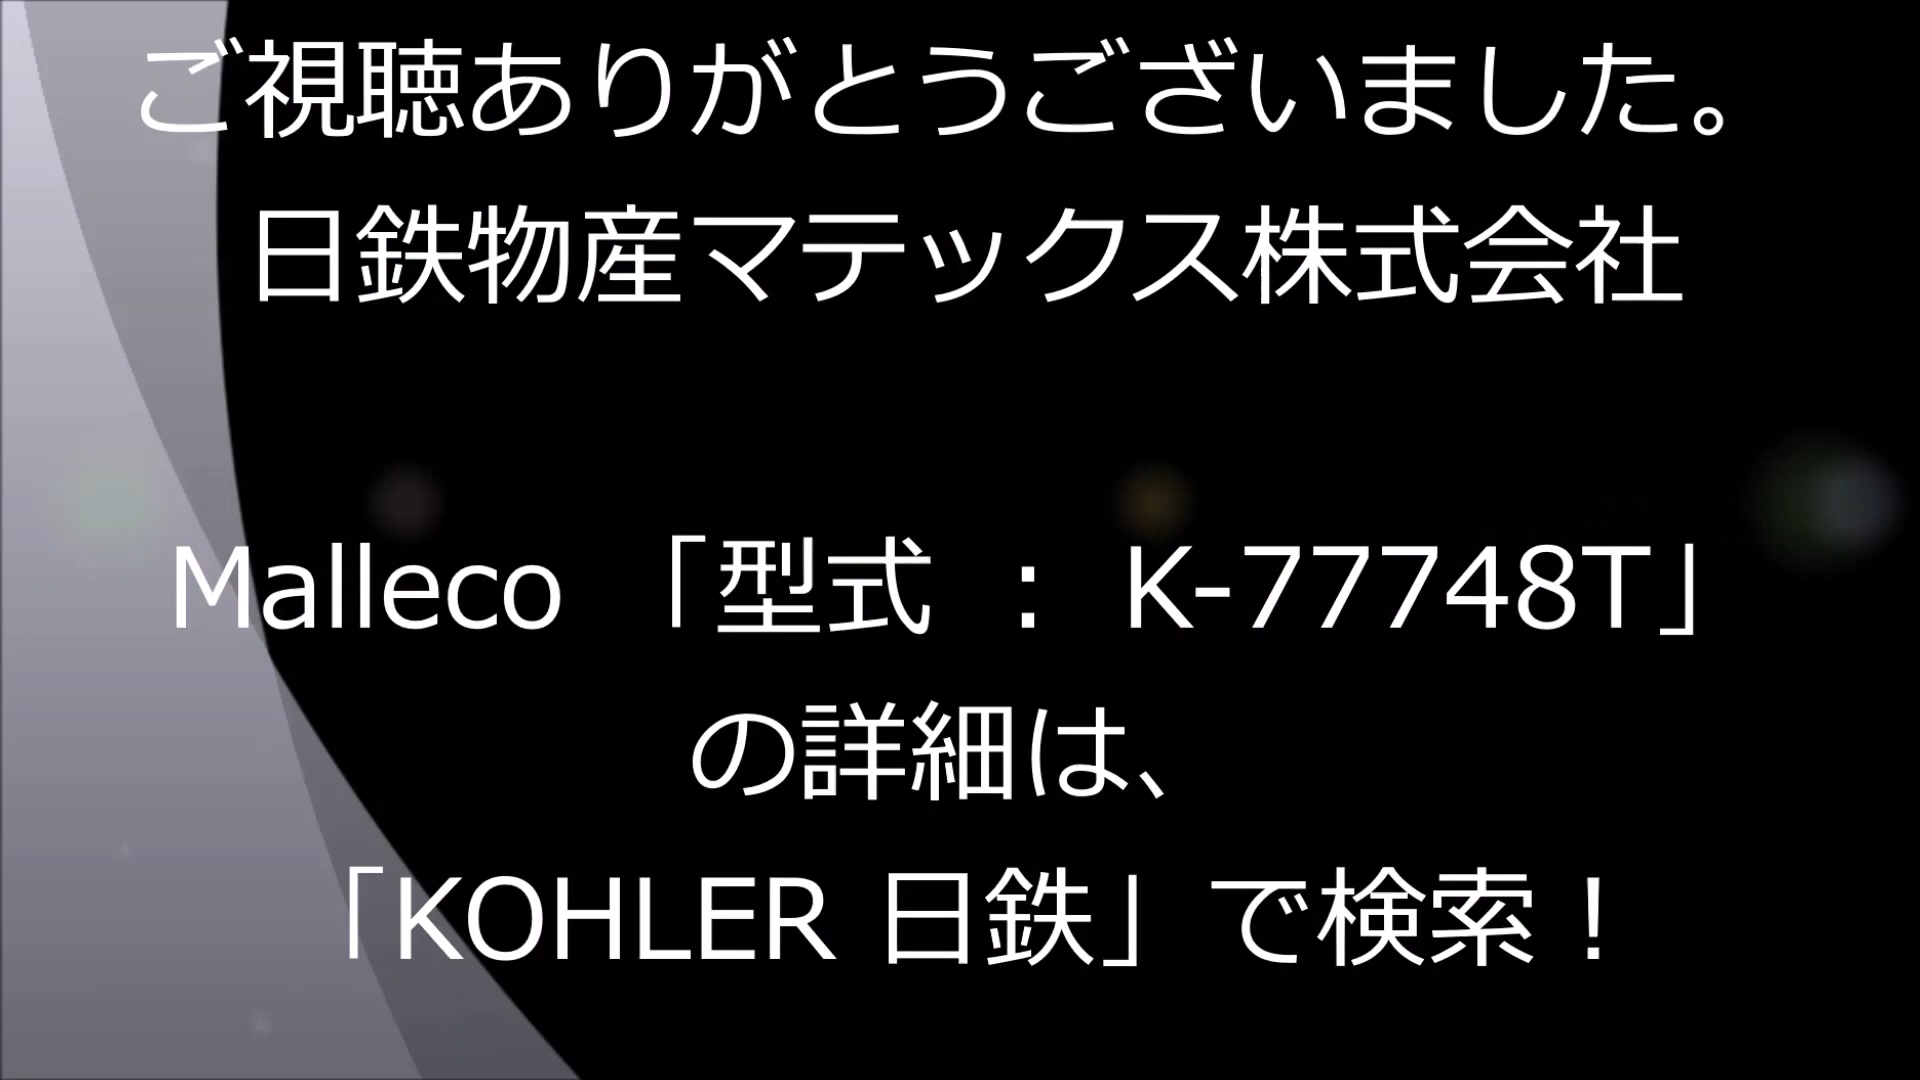 ご視聴ありがとうございました。
日鉄物産マテックス株式会社
Malleco 「型式 : K-77748T」
の詳細は、
「KOHLER 日鉄」で検索！